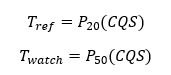 T_ref = P_20(CQS)
T_watch = P_50(CQS)